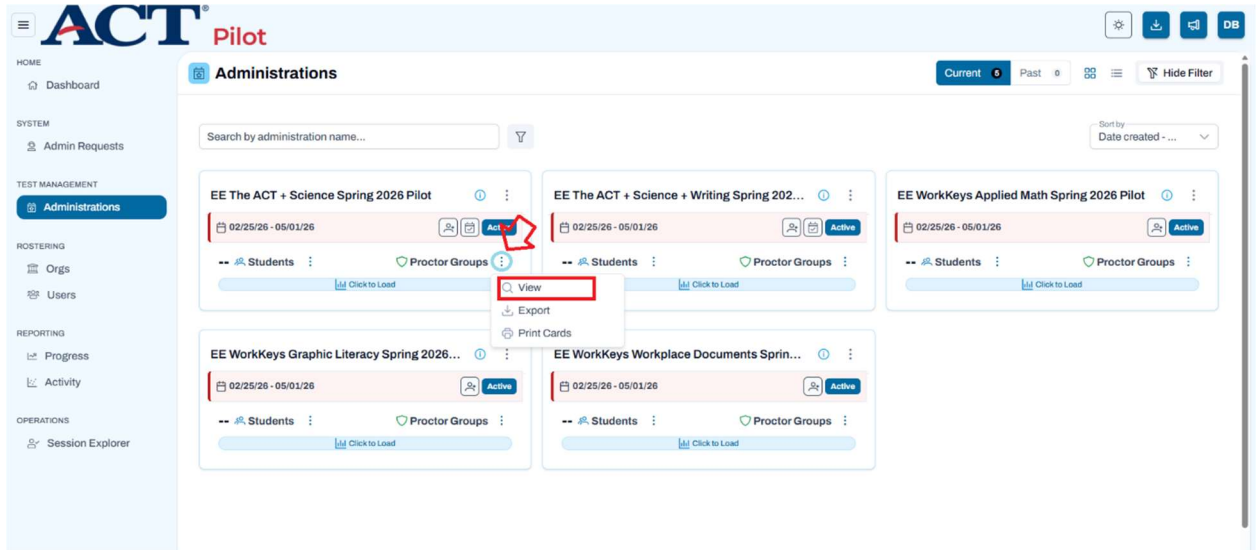 ACT® Pilot
DB
HOME
Dashboard
SYSTEM
Admin Requests
TEST MANAGEMENT
Administrations
ROSTERING
Orgs
Users
REPORTING
Progress
Activity
OPERATIONS
Session Explorer
Administrations
Current 5 Past 0 Hide Filter
Search by administration name...
Sort by
Date created - ...
EE The ACT + Science Spring 2026 Pilot
02/25/26 - 05/01/26
-- Students Proctor Groups
Click to Load
View
Export
Print Cards
EE The ACT + Science + Writing Spring 202...
02/25/26 - 05/01/26 Active
-- Students Proctor Groups
Click to Load
EE WorkKeys Applied Math Spring 2026 Pilot
02/25/26 - 05/01/26 Active
-- Students Proctor Groups
Click to Load
EE WorkKeys Graphic Literacy Spring 2026...
02/25/26 - 05/01/26 Active
-- Students Proctor Groups
Click to Load
EE WorkKeys Workplace Documents Sprin...
02/25/26 - 05/01/26 Active
-- Students Proctor Groups
Click to Load